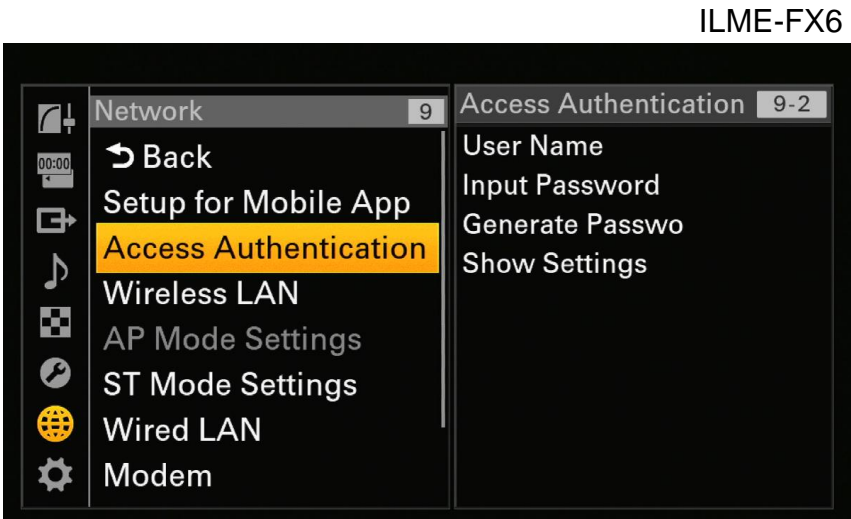 ILME-FX6
Network 9
Back
Setup for Mobile App
Access Authentication
Wireless LAN
AP Mode Settings
ST Mode Settings
Wired LAN
Modem
Access Authentication 9-2
User Name
Input Password
Generate Passwo
Show Settings
00:00